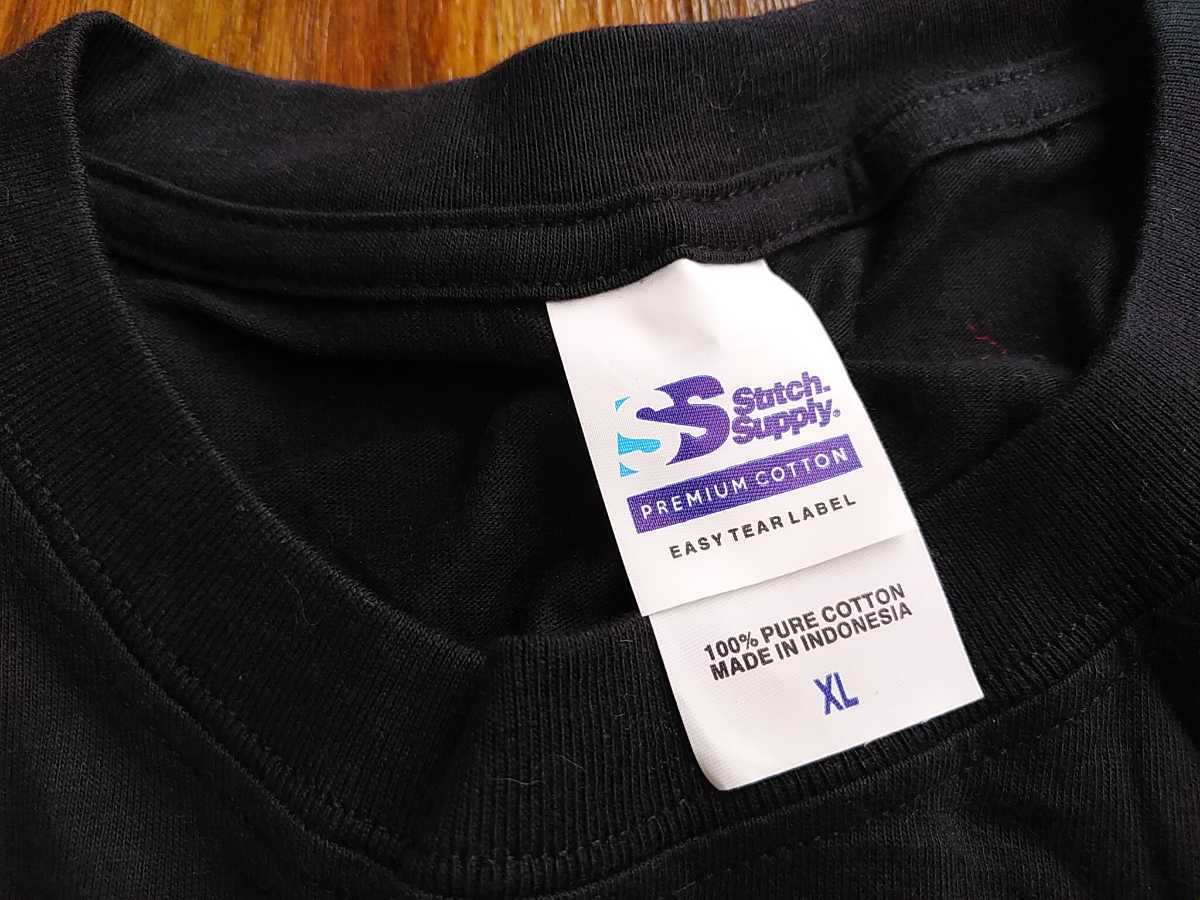 SS
Stitch.
Supply.®
PREMIUM COTTON
EASY TEAR LABEL
100% PURE COTTON
MADE IN INDONESIA
XL